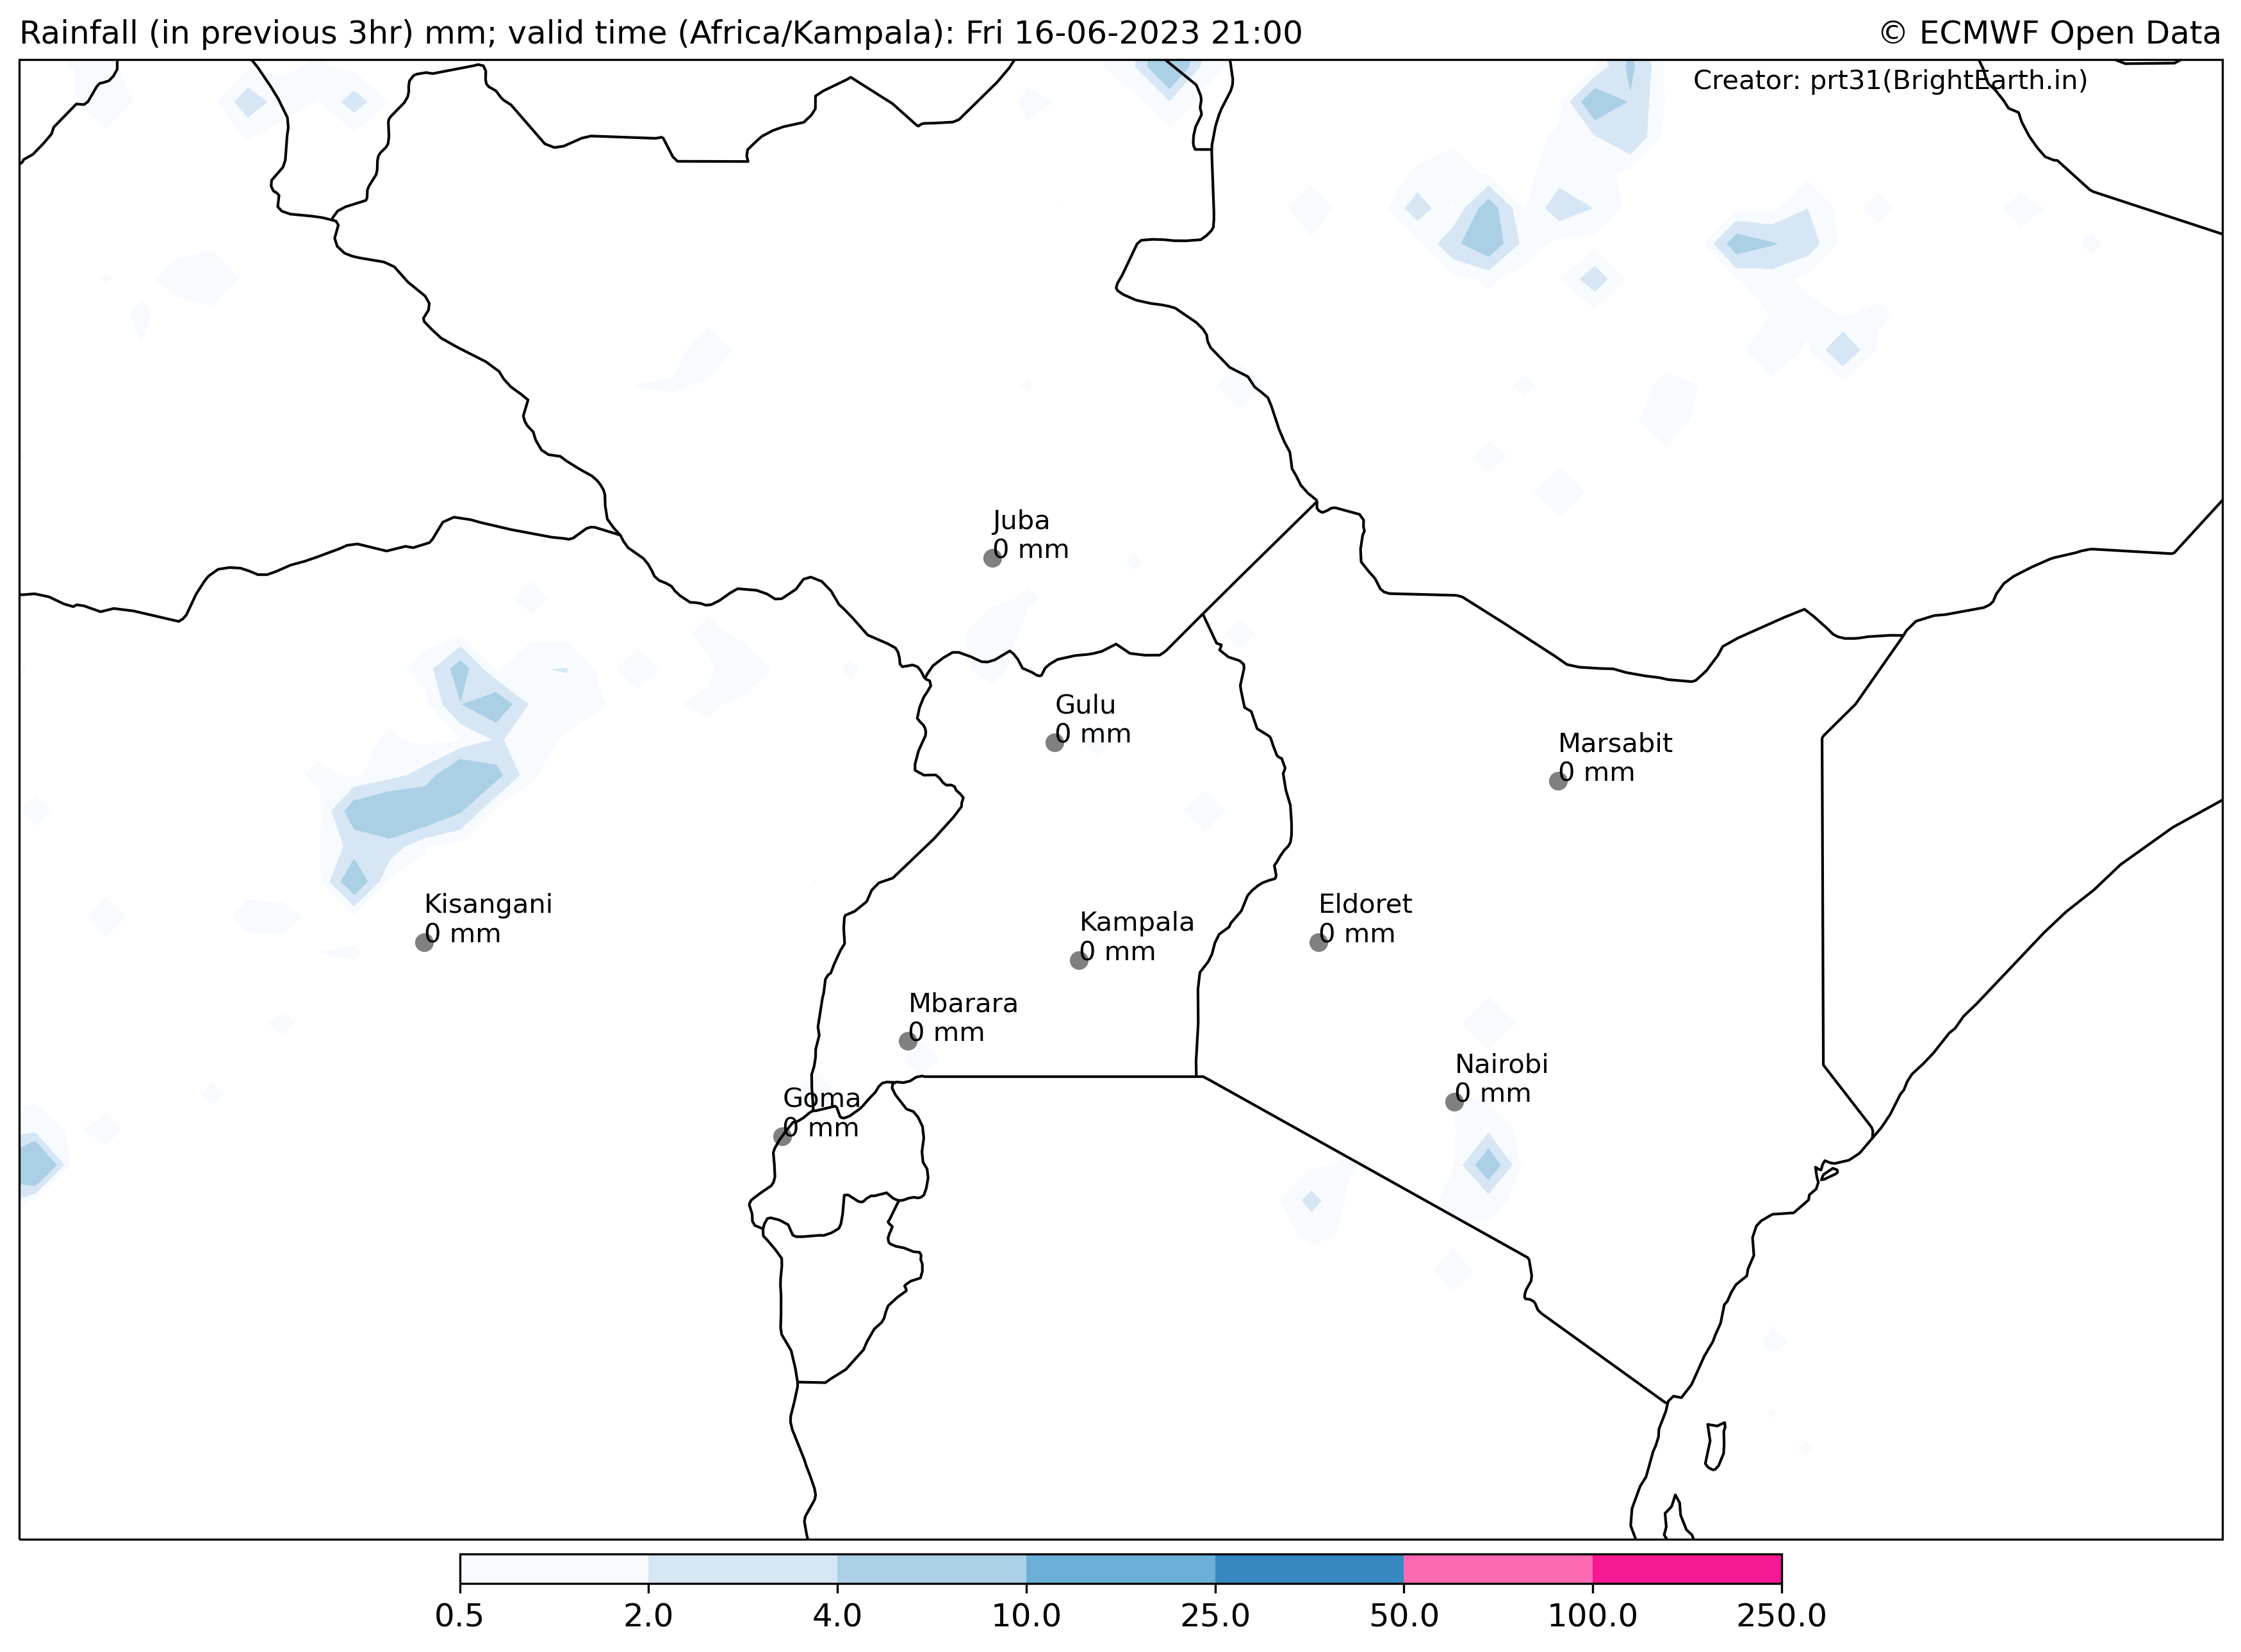 Rainfall (in previous 3hr) mm; valid time (Africa/Kampala): Fri 16-06-2023 21:00
© ECMWF Open Data
Creator: prt31(BrightEarth.in)
Juba
0 mm
Gulu
0 mm
Marsabit
0 mm
Kisangani
0 mm
Kampala
0 mm
Eldoret
0 mm
Mbarara
0 mm
Nairobi
0 mm
Goma
0 mm
0.5 2.0 4.0 10.0 25.0 50.0 100.0 250.0